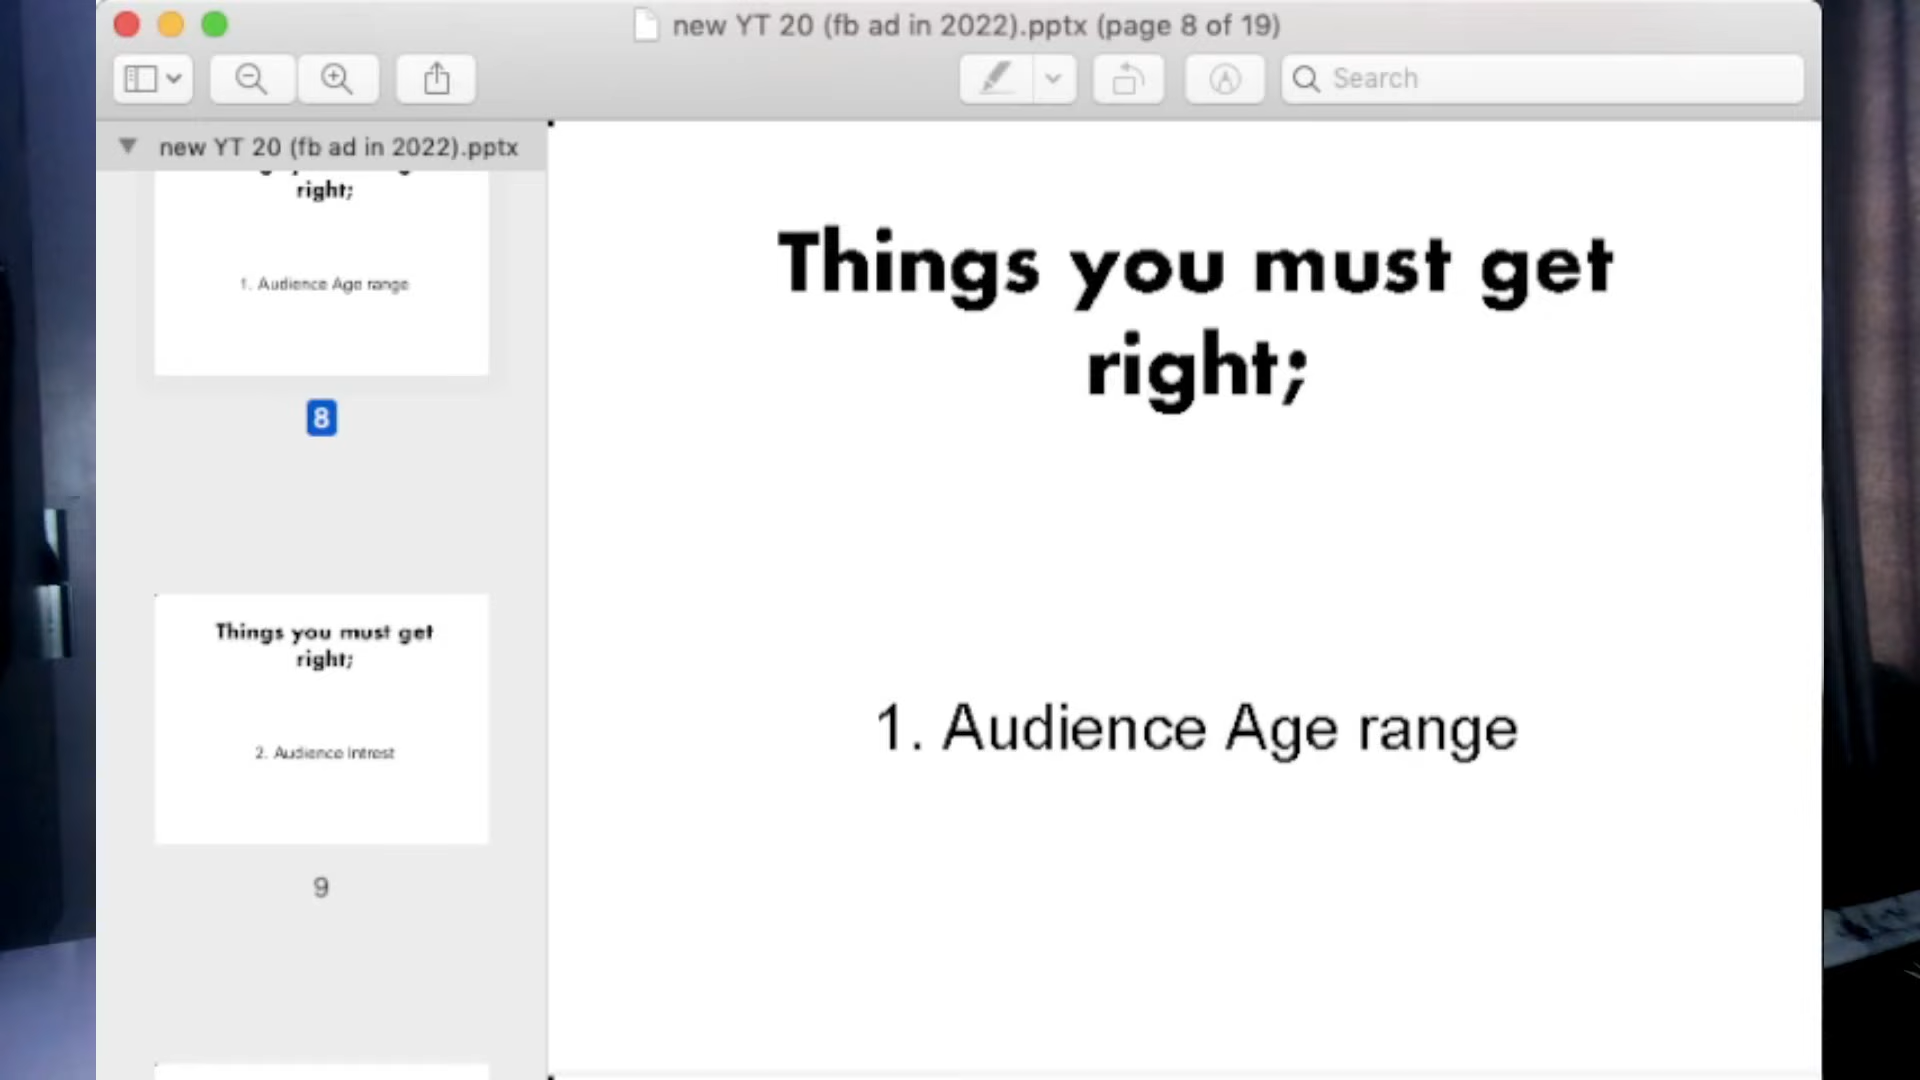 new YT 20 (fb ad in 2022).pptx (page 8 of 19)
Search
new YT 20 (fb ad in 2022).pptx
right;
1. Audience Age range
8
Things you must get
right;
2. Audience Intrest
9
Things you must get
right;
1. Audience Age range